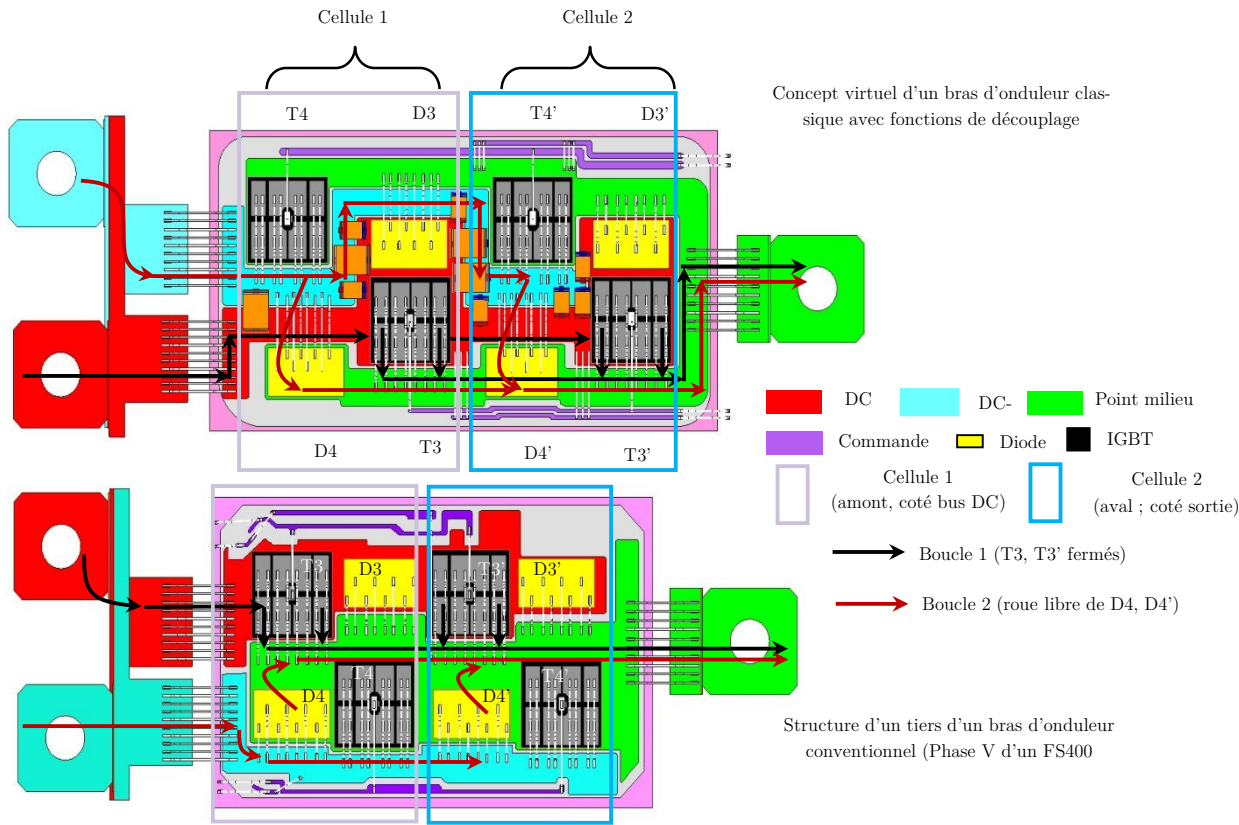 Cellule 1
Cellule 2
T4
D3
T4'
D3'
Concept virtuel d'un bras d'onduleur clas-
sique avec fonctions de découplage
D4
T3
D4'
T3'
DC
DC-
Point milieu
Commande
Diode
IGBT
Cellule 1
(amont, coté bus DC)
Cellule 2
(aval ; coté sortie)
Boucle 1 (T3, T3' fermés)
Boucle 2 (roue libre de D4, D4')
T3
D3
T3'
D3'
T4
D4
D4'
T4'
Structure d'un tiers d'un bras d'onduleur
conventionnel (Phase V d'un FS400